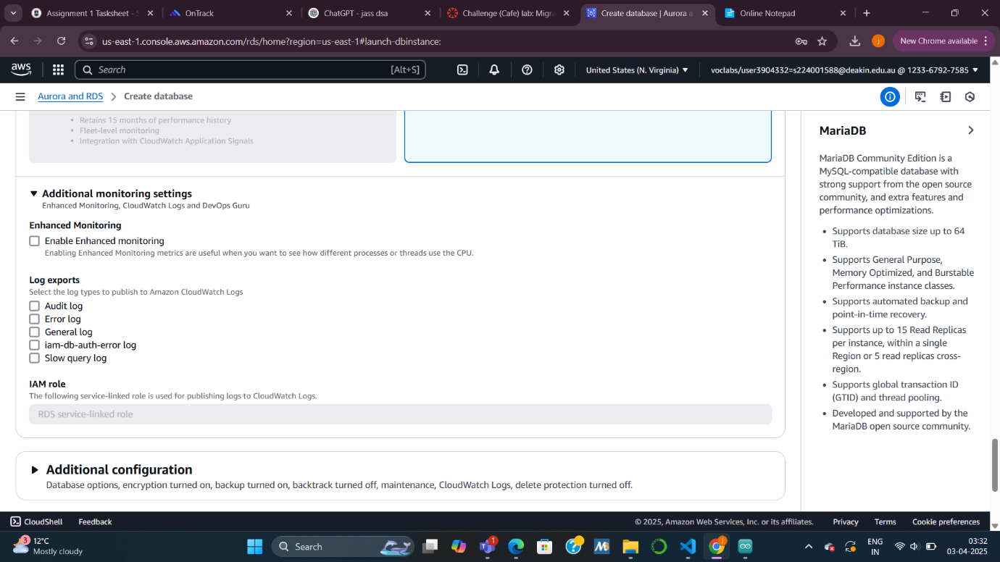 Assignment 1 Tasksheet - S
OnTrack
ChatGPT - jass dsa
Challenge (Cafe) lab: Migra
Create database | Aurora a
Online Notepad
us-east-1.console.aws.amazon.com/rds/home?region=us-east-1#launch-dbinstance:
j
New Chrome available
aws
Search
[Alt+S]
United States (N. Virginia)
voclabs/user3904332=s224001588@deakin.edu.au @ 1233-6792-7585
Aurora and RDS
Create database
• Retains 15 months of performance history
• Fleet-level monitoring
• Integration with CloudWatch Application Signals
Additional monitoring settings
Enhanced Monitoring, CloudWatch Logs and DevOps Guru
Enhanced Monitoring
Enable Enhanced monitoring
Enabling Enhanced Monitoring metrics are useful when you want to see how different processes or threads use the CPU.
Log exports
Select the log types to publish to Amazon CloudWatch Logs
Audit log
Error log
General log
iam-db-auth-error log
Slow query log
IAM role
The following service-linked role is used for publishing logs to CloudWatch Logs.
RDS service-linked role
Additional configuration
Database options, encryption turned on, backup turned on, backtrack turned off, maintenance, CloudWatch Logs, delete protection turned off.
MariaDB
MariaDB Community Edition is a
MySQL-compatible database with
strong support from the open source
community, and extra features and
performance optimizations.
• Supports database size up to 64
TiB.
• Supports General Purpose,
Memory Optimized, and Burstable
Performance instance classes.
• Supports automated backup and
point-in-time recovery.
• Supports up to 15 Read Replicas
per instance, within a single
Region or 5 read replicas cross-
region.
• Supports global transaction ID
(GTID) and thread pooling.
• Developed and supported by the
MariaDB open source community.
CloudShell
Feedback
© 2025, Amazon Web Services, Inc. or its affiliates.
Privacy
Terms
Cookie preferences
3
12°C
Mostly cloudy
Search
1
j
ENG
IN
03:32
03-04-2025